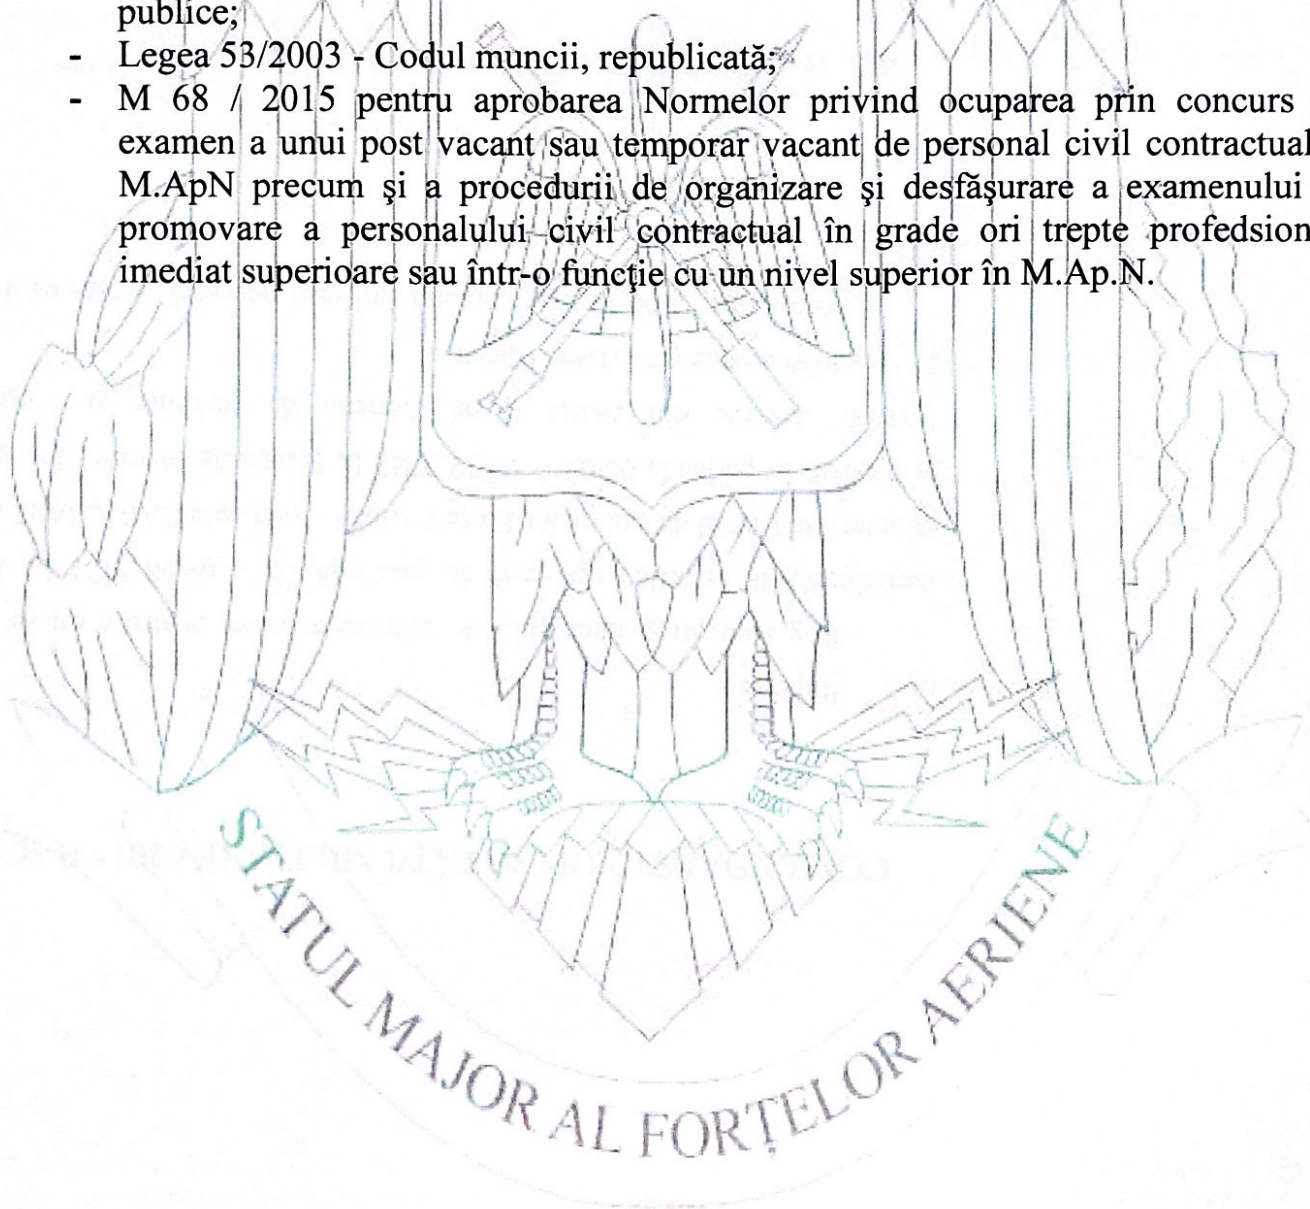 publice;
- Legea 53/2003 - Codul muncii, republicată;
- M 68 / 2015 pentru aprobarea Normelor privind ocuparea prin concurs
examen a unui post vacant sau temporar vacant de personal civil contractual
M.ApN precum şi a procedurii de organizare şi desfăşurare a examenului
promovare a personalului civil contractual în grade ori trepte profedsion
imediat superioare sau într-o funcţie cu un nivel superior în M.Ap.N.
STATUL MAJOR AL FORŢELOR AERIENE